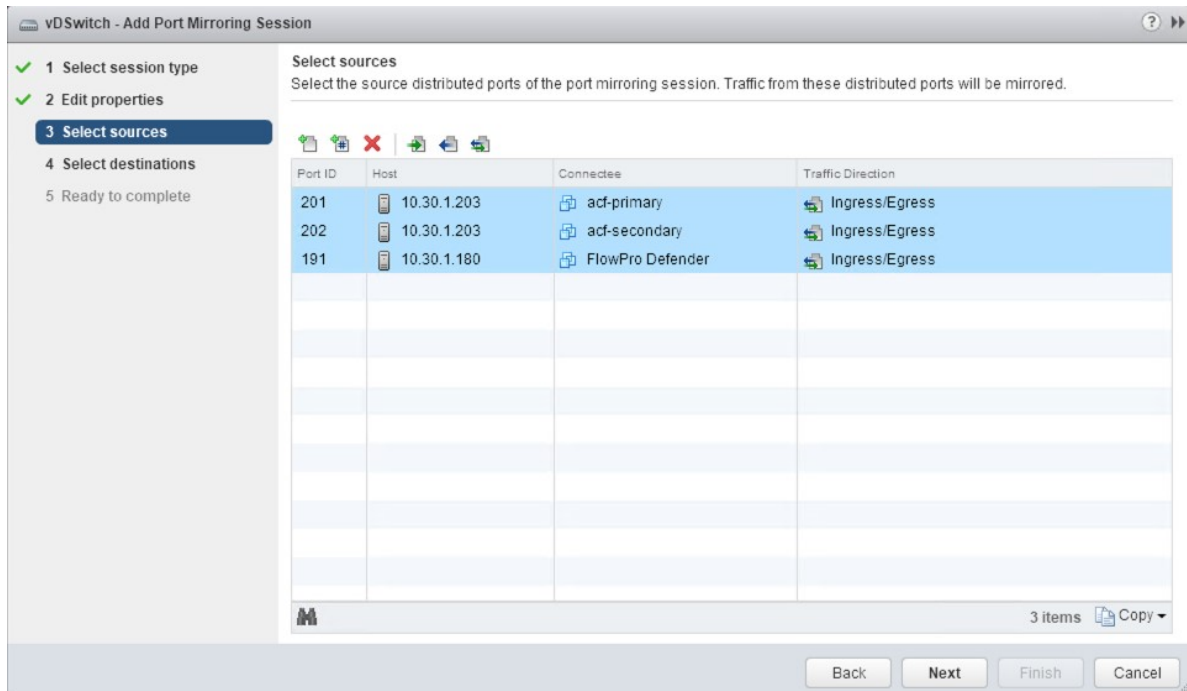 vDSwitch - Add Port Mirroring Session
?
1 Select session type
2 Edit properties
3 Select sources
4 Select destinations
5 Ready to complete
Select sources
Select the source distributed ports of the port mirroring session. Traffic from these distributed ports will be mirrored.
Port ID Host Connectee Traffic Direction
201 10.30.1.203 acf-primary Ingress/Egress
202 10.30.1.203 acf-secondary Ingress/Egress
191 10.30.1.180 FlowPro Defender Ingress/Egress
3 items Copy
Back Next Finish Cancel